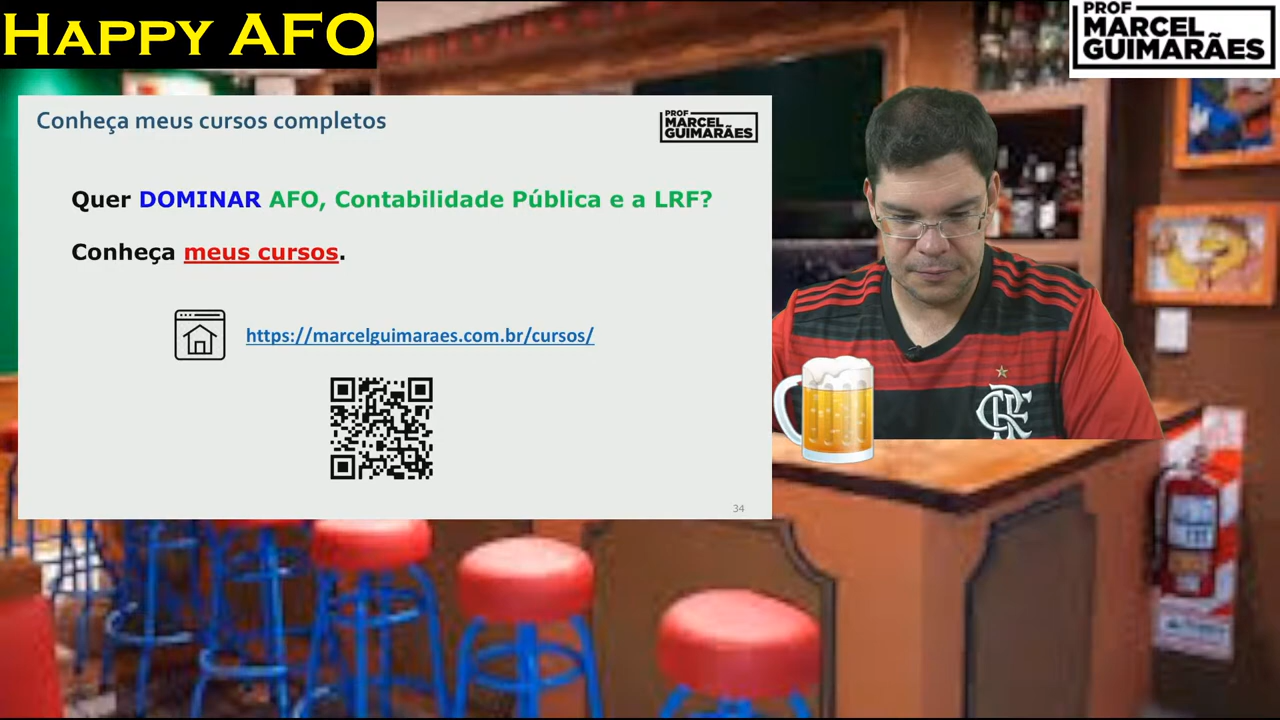 HAPPY AFO
PROF
MARCEL
GUIMARÃES
Conheça meus cursos completos
PROF
MARCEL
GUIMARÃES
Quer DOMINAR AFO, Contabilidade Pública e a LRF?
Conheça meus cursos.
https://marcelguimaraes.com.br/cursos/
34